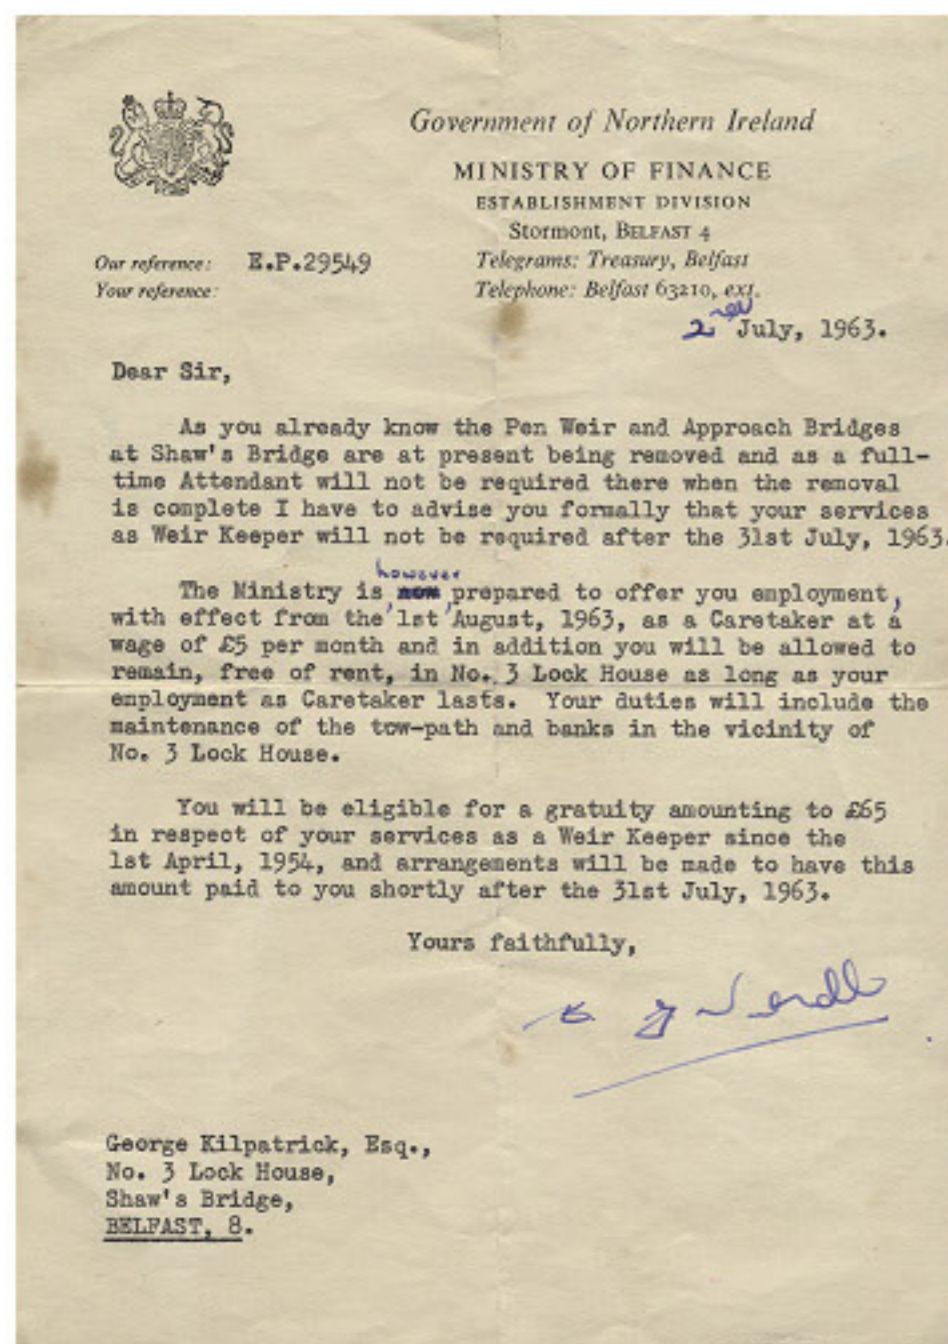 Government of Northern Ireland
MINISTRY OF FINANCE
ESTABLISHMENT DIVISION
Stormont, BELFAST 4
Our reference: E.P.29549
Telegrams: Treasury, Belfast
Your reference:
Telephone: Belfast 63210, ext.
2nd July, 1963.
Dear Sir,
As you already know the Pen Weir and Approach Bridges
at Shaw's Bridge are at present being removed and as a full-
time Attendant will not be required there when the removal
is complete I have to advise you formally that your services
as Weir Keeper will not be required after the 31st July, 1963.
however
The Ministry is now prepared to offer you employment,
with effect from the 1st August, 1963, as a Caretaker at a
wage of £5 per month and in addition you will be allowed to
remain, free of rent, in No. 3 Lock House as long as your
employment as Caretaker lasts. Your duties will include the
maintenance of the tow-path and banks in the vicinity of
No. 3 Lock House.
You will be eligible for a gratuity amounting to £65
in respect of your services as a Weir Keeper since the
1st April, 1954, and arrangements will be made to have this
amount paid to you shortly after the 31st July, 1963.
Yours faithfully,
George Kilpatrick, Esq.,
No. 3 Lock House,
Shaw's Bridge,
BELFAST, 8.